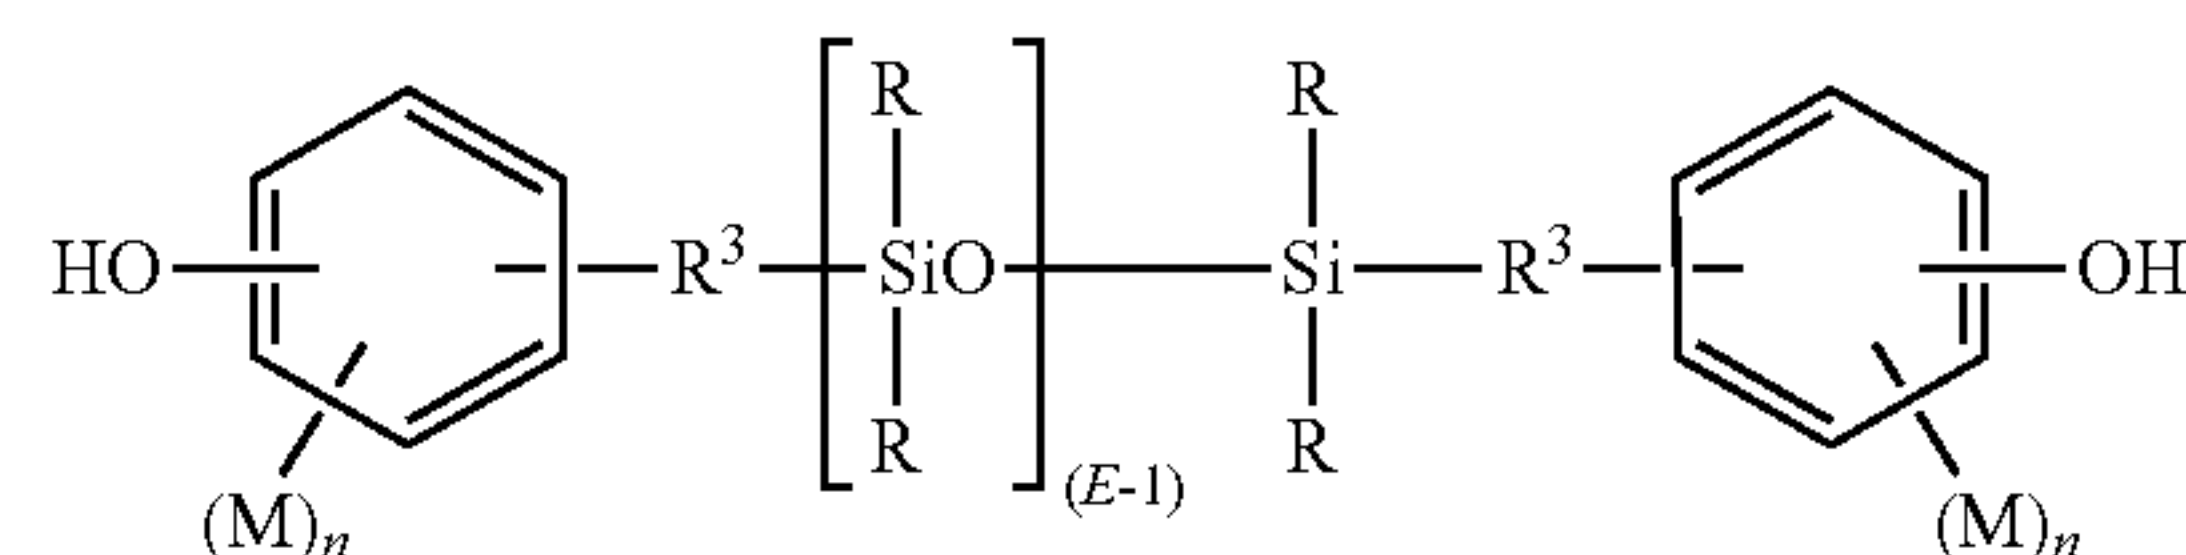 R R
HO R³ SiO Si R³ OH
R R
(E-1)
(M)n (M)n